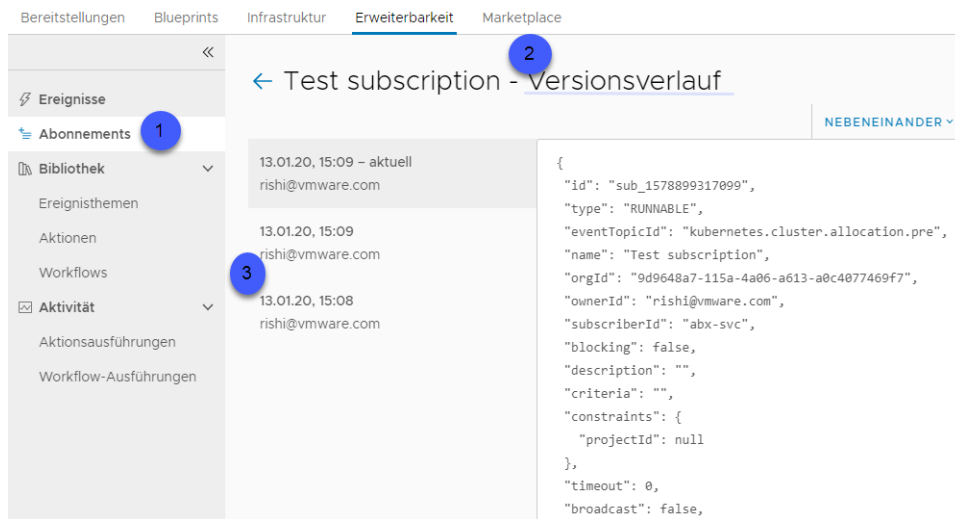 Bereitstellungen Blueprints Infrastruktur Erweiterbarkeit Marketplace
«
Ereignisse
Abonnements
1
Bibliothek
Ereignisthemen
Aktionen
Workflows
Aktivität
Aktionsausführungen
Workflow-Ausführungen
2
← Test subscription - Versionsverlauf
NEBENEINANDER
13.01.20, 15:09 – aktuell
rishi@vmware.com
13.01.20, 15:09
rishi@vmware.com
3
13.01.20, 15:08
rishi@vmware.com
{
"id": "sub_1578899317099",
"type": "RUNNABLE",
"eventTopicId": "kubernetes.cluster.allocation.pre",
"name": "Test subscription",
"orgId": "9d9648a7-115a-4a06-a613-a0c4077469f7",
"ownerId": "rishi@vmware.com",
"subscriberId": "abx-svc",
"blocking": false,
"description": "",
"criteria": "",
"constraints": {
"projectId": null
},
"timeout": 0,
"broadcast": false,